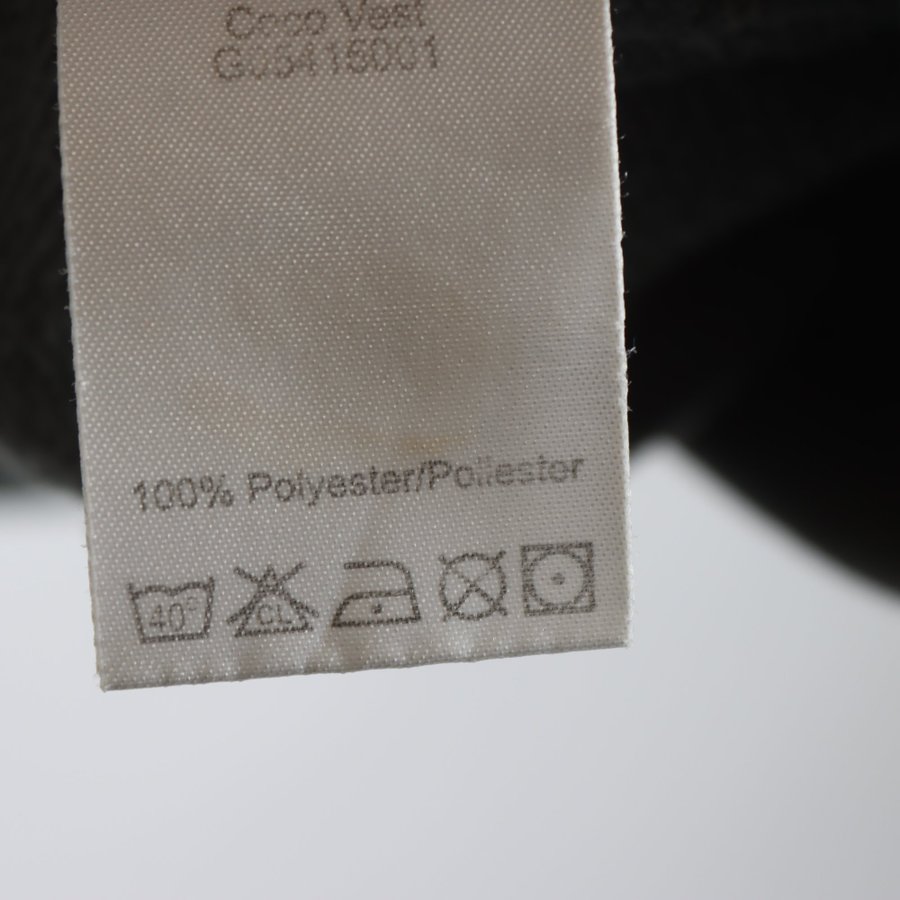 Coco Vest
G05416001
100% Polyester/Poliester
40°
CL